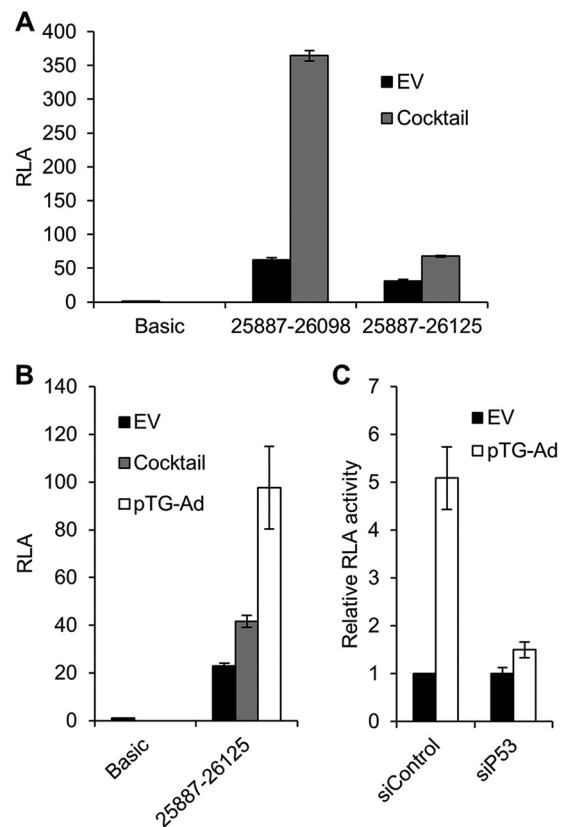 A
400
350
300
250
200
150
100
50
0
RLA
EV
Cocktail
Basic 25887-26098 25887-26125
B
140
120
100
80
60
40
20
0
RLA
EV
Cocktail
pTG-Ad
Basic
25887-26125
C
7
6
5
4
3
2
1
0
Relative RLA activity
EV
pTG-Ad
siControl
siP53